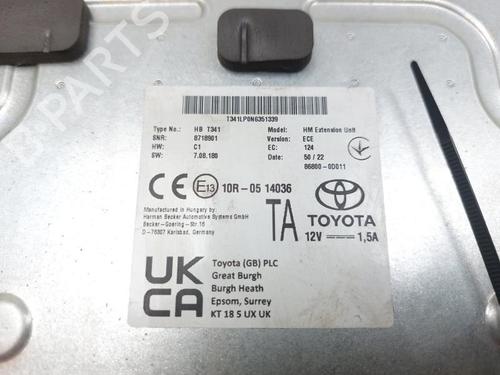 T341LP0N6351339
Type No.: HB T341 Model: HM Extension Unit
SNR: 8718901 Version: ECE
HW: C1 EC: 124
SW: 7.08.180 Date: 50 / 22
86800-0D011
CE E13 10R-05 14036
Manufactured in Hungary by:
Harman Becker Automotive Systems GmbH
Becker-Goering-Str.16
D-76307 Karlsbad, Germany
TA
TOYOTA
12V 1,5A
UK
CA
Toyota (GB) PLC
Great Burgh
Burgh Heath
Epsom, Surrey
KT 18 5 UX UK
B-PARTS